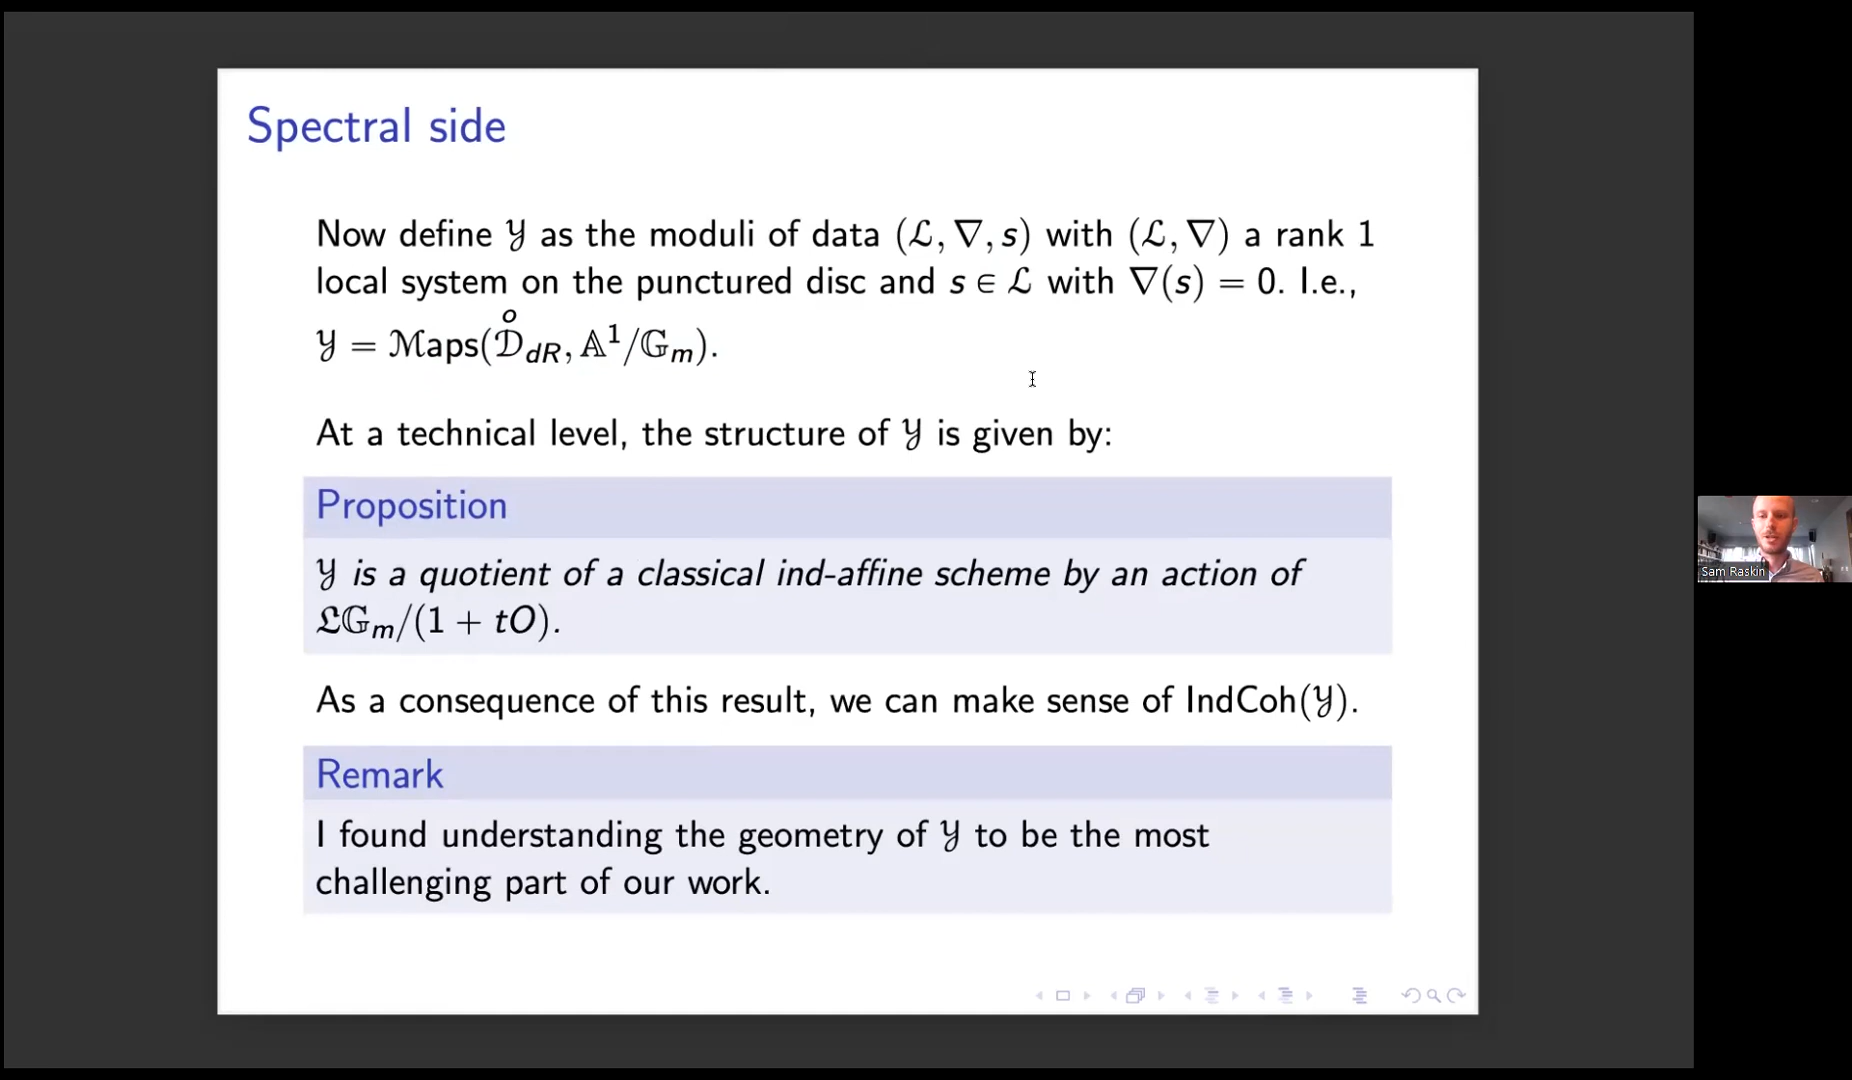 Spectral side
Now define 𝒴 as the moduli of data (ℒ, ∇, s) with (ℒ, ∇) a rank 1
local system on the punctured disc and s ∈ ℒ with ∇(s) = 0. I.e.,
𝒴 = ℳaps(𝒟̊_dR, 𝔸¹/𝔾ₘ).
At a technical level, the structure of 𝒴 is given by:
Proposition
𝒴 is a quotient of a classical ind-affine scheme by an action of
𝔏𝔾ₘ/(1 + tO).
As a consequence of this result, we can make sense of IndCoh(𝒴).
Remark
I found understanding the geometry of 𝒴 to be the most
challenging part of our work.
Sam Raskin